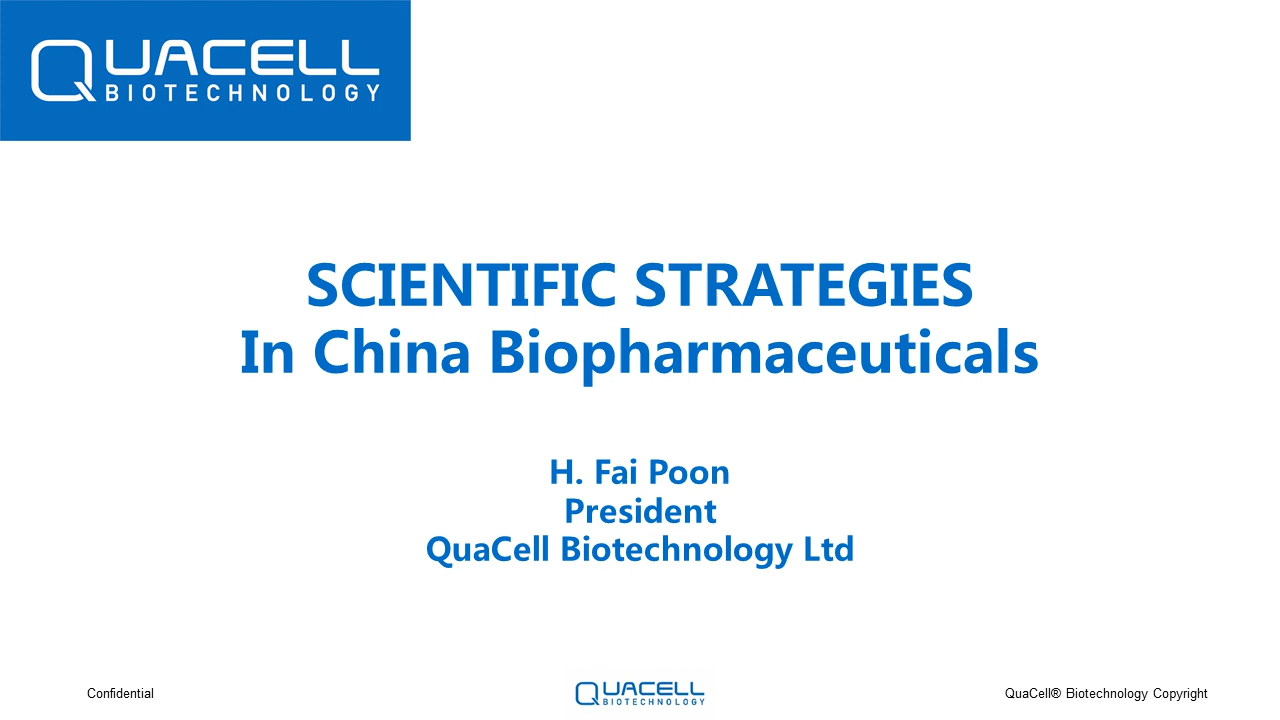 QUACELL
BIOTECHNOLOGY
SCIENTIFIC STRATEGIES
In China Biopharmaceuticals
H. Fai Poon
President
QuaCell Biotechnology Ltd
Confidential
QUACELL
BIOTECHNOLOGY
QuaCell® Biotechnology Copyright